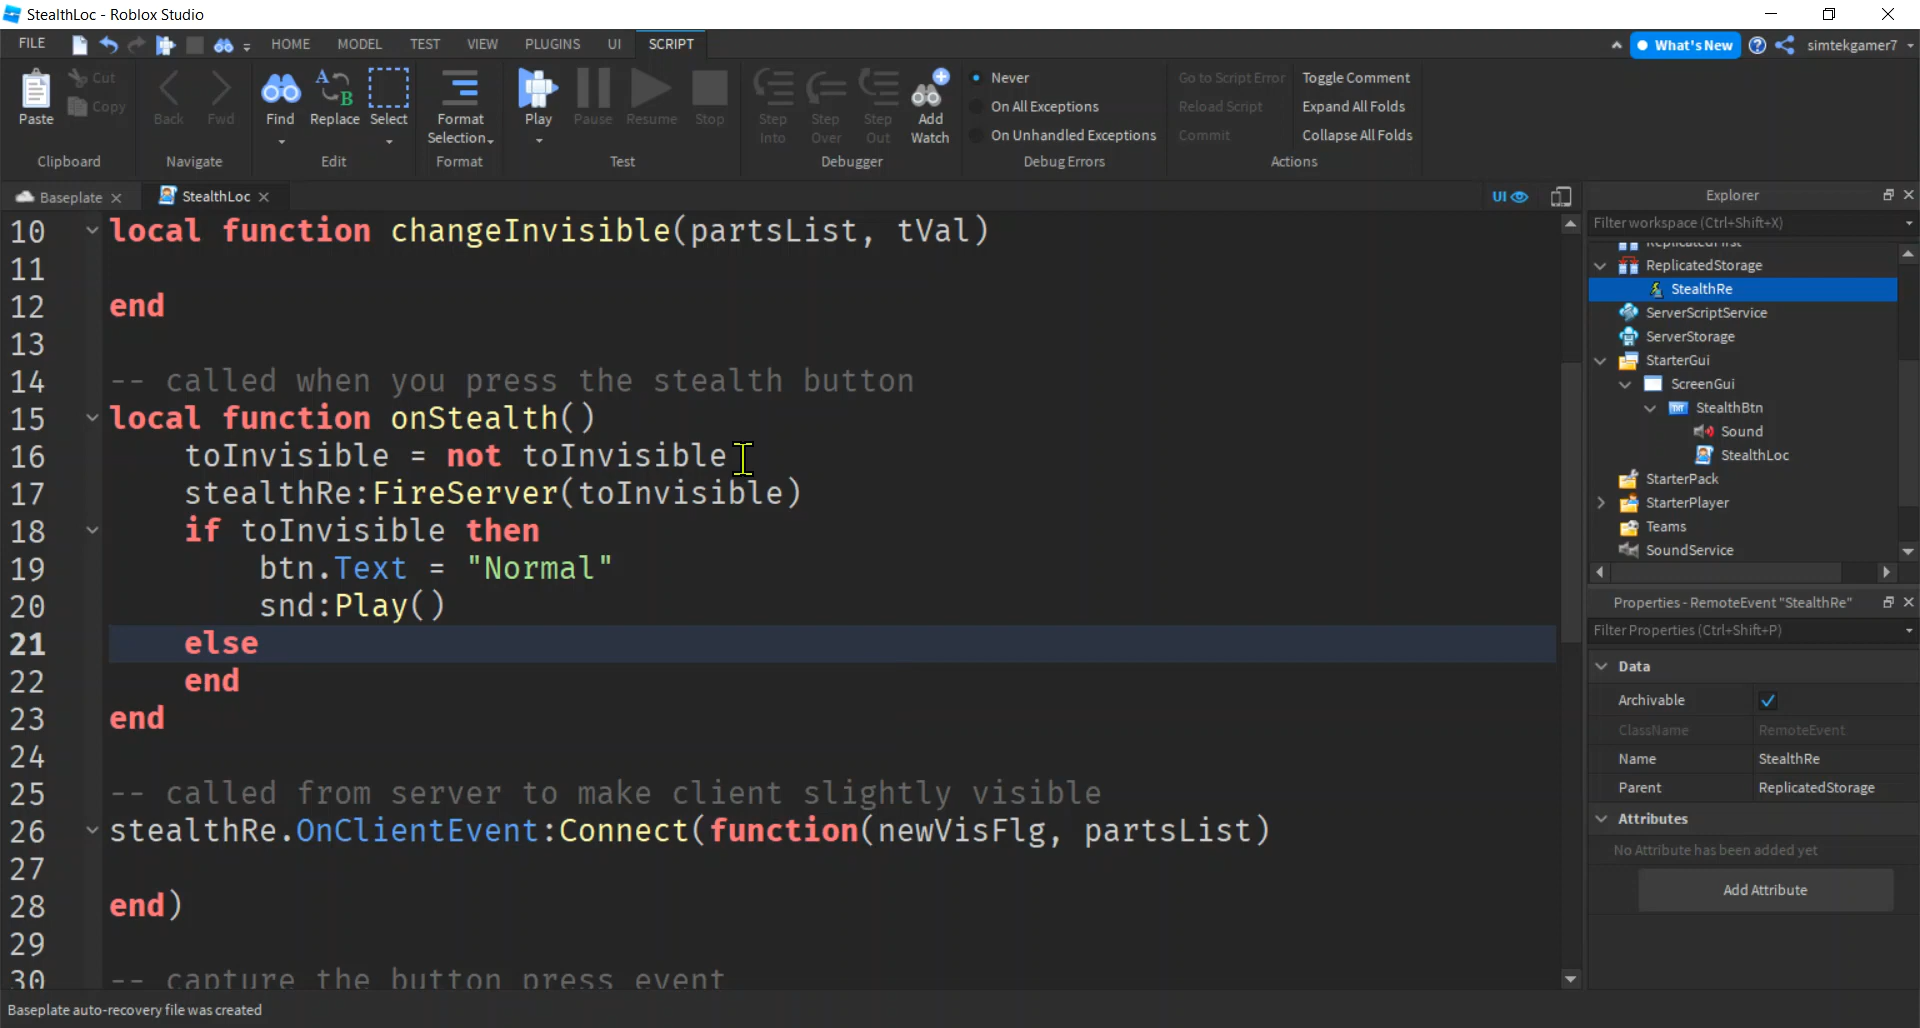 StealthLoc - Roblox Studio
FILE HOME MODEL TEST VIEW PLUGINS UI SCRIPT What's New simtekgamer7
Paste Cut Copy Back Fwd Find Replace Select Format Selection Play Pause Resume Stop Step Into Step Over Step Out Add Watch
Never
On All Exceptions
On Unhandled Exceptions
Go to Script Error
Reload Script
Commit
Toggle Comment
Expand All Folds
Collapse All Folds
Clipboard Navigate Edit Format Test Debugger Debug Errors Actions
Baseplate StealthLoc UI
10 local function changeInvisible(partsList, tVal)
11
12 end
13
14 -- called when you press the stealth button
15 local function onStealth()
16 toInvisible = not toInvisible
17 stealthRe:FireServer(toInvisible)
18 if toInvisible then
19 btn.Text = "Normal"
20 snd:Play()
21 else
22 end
23 end
24
25 -- called from server to make client slightly visible
26 stealthRe.OnClientEvent:Connect(function(newVisFlg, partsList)
27
28 end)
29
30 -- capture the button press event
Explorer
Filter workspace (Ctrl+Shift+X)
ReplicatedFirst
ReplicatedStorage
StealthRe
ServerScriptService
ServerStorage
StarterGui
ScreenGui
StealthBtn
Sound
StealthLoc
StarterPack
StarterPlayer
Teams
SoundService
Properties - RemoteEvent "StealthRe"
Filter Properties (Ctrl+Shift+P)
Data
Archivable
ClassName RemoteEvent
Name StealthRe
Parent ReplicatedStorage
Attributes
No Attribute has been added yet
Add Attribute
Baseplate auto-recovery file was created